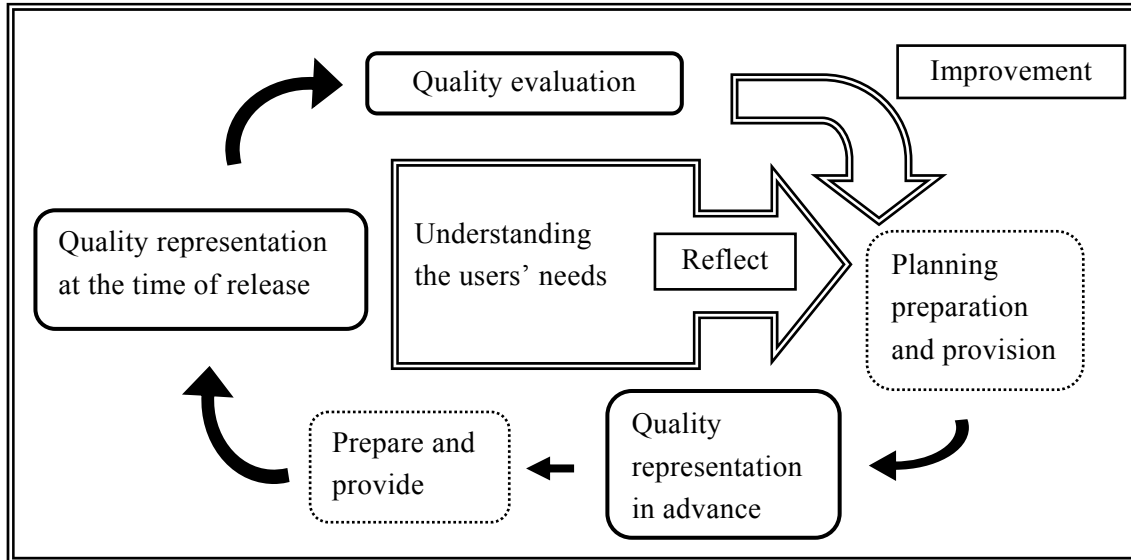 Quality evaluation
Improvement
Quality representation
at the time of release
Understanding
the users’ needs
Reflect
Planning
preparation
and provision
Prepare and
provide
Quality
representation
in advance